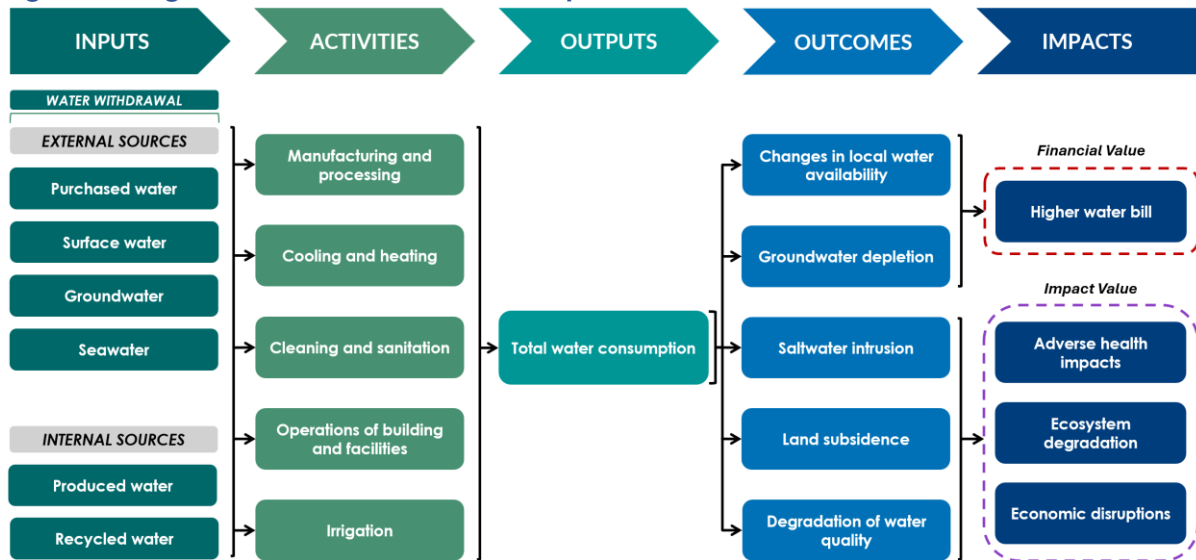 INPUTS
ACTIVITIES
OUTPUTS
OUTCOMES
IMPACTS
WATER WITHDRAWAL
EXTERNAL SOURCES
Purchased water
Surface water
Groundwater
Seawater
INTERNAL SOURCES
Produced water
Recycled water
Manufacturing and
processing
Cooling and heating
Cleaning and sanitation
Operations of building
and facilities
Irrigation
Total water consumption
Changes in local water
availability
Groundwater depletion
Saltwater intrusion
Land subsidence
Degradation of water
quality
Financial Value
Higher water bill
Impact Value
Adverse health
impacts
Ecosystem
degradation
Economic disruptions